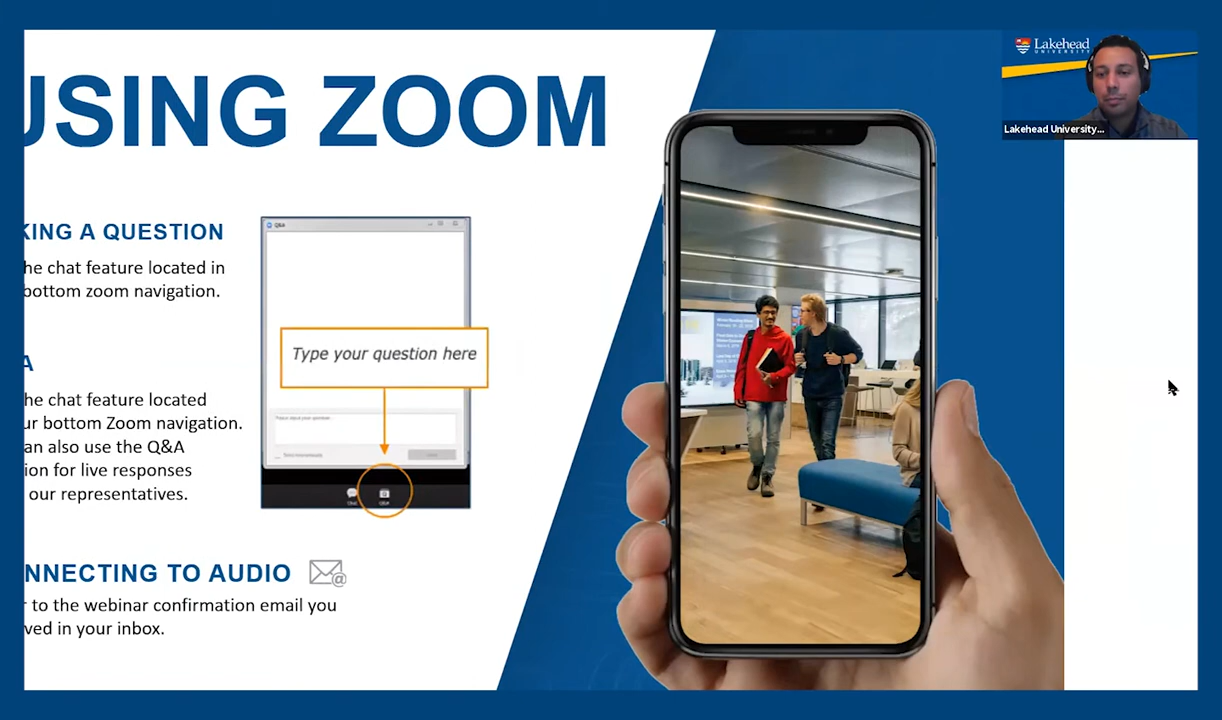 USING ZOOM
KING A QUESTION
he chat feature located in
bottom zoom navigation.
A
he chat feature located
ur bottom Zoom navigation.
an also use the Q&A
ion for live responses
our representatives.
Q&A
Type your question here
Chat
Q&A
NNECTING TO AUDIO
r to the webinar confirmation email you
ved in your inbox.
Lakehead
UNIVERSITY
Lakehead University...